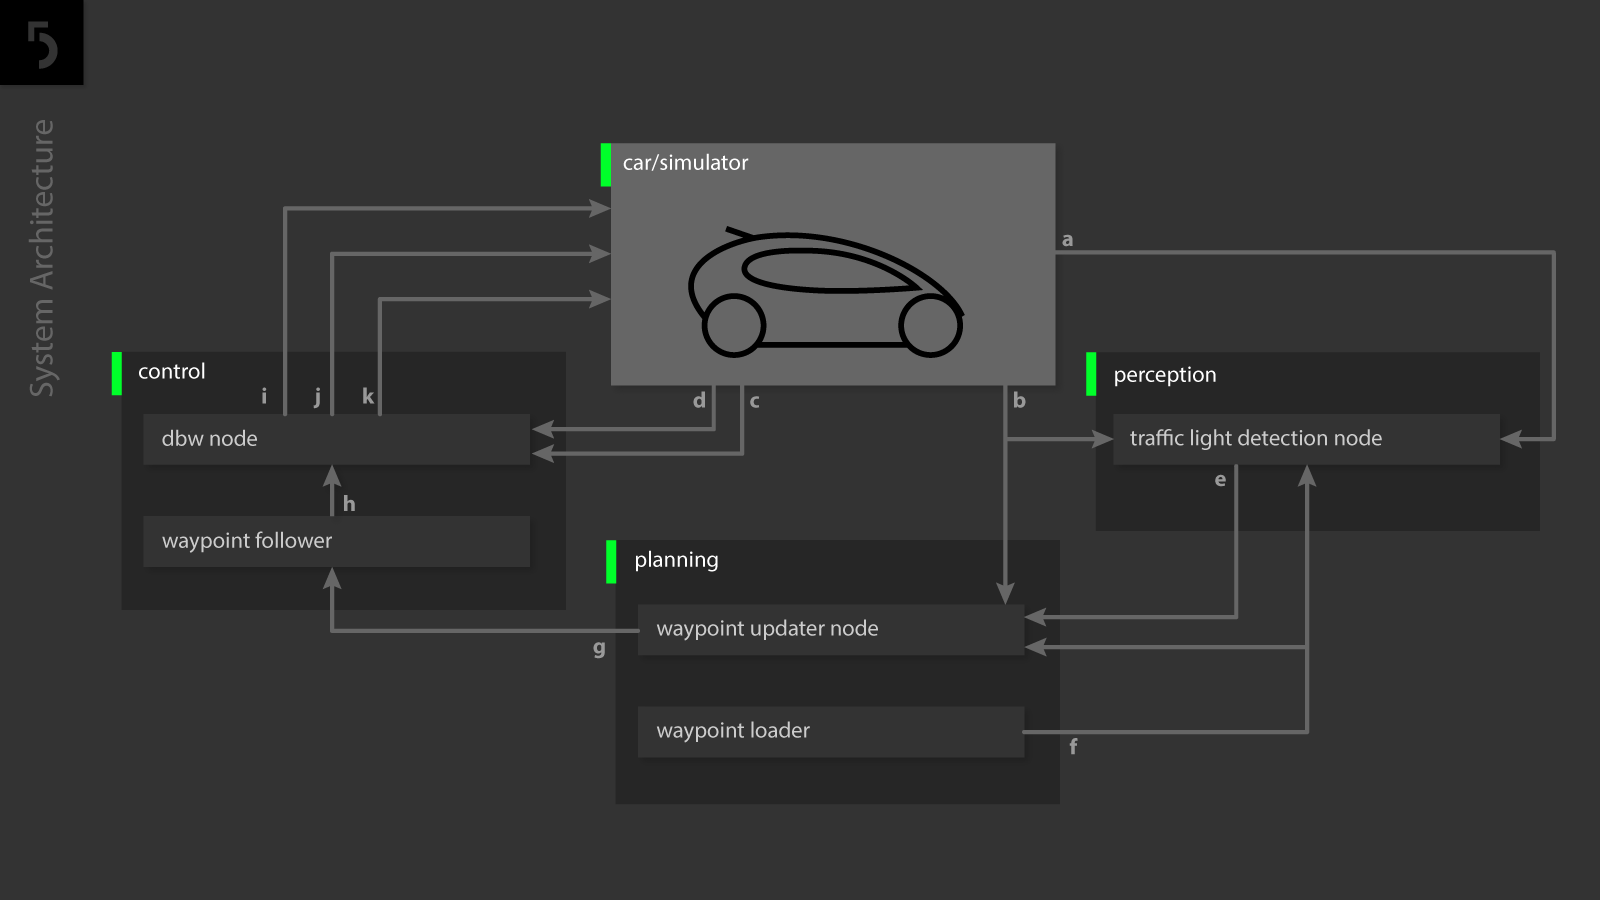 5
System Architecture
car/simulator
a
control
i
j
k
d
c
b
perception
dbw node
traffic light detection node
h
e
waypoint follower
planning
waypoint updater node
g
waypoint loader
f